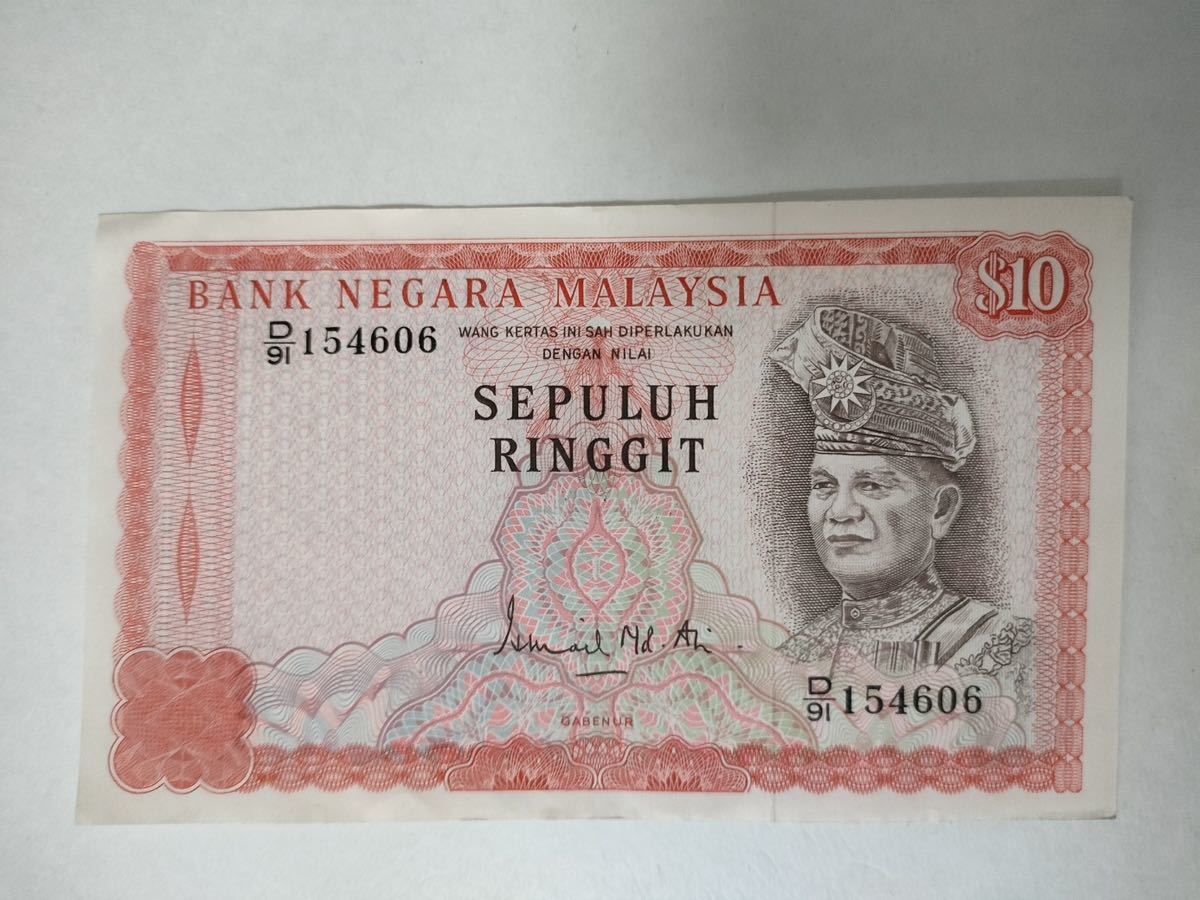 BANK NEGARA MALAYSIA
$10
D/91 154606
WANG KERTAS INI SAH DIPERLAKUKAN
DENGAN NILAI
SEPULUH
RINGGIT
Ismail Md. Ali
GABENUR
D/91 154606